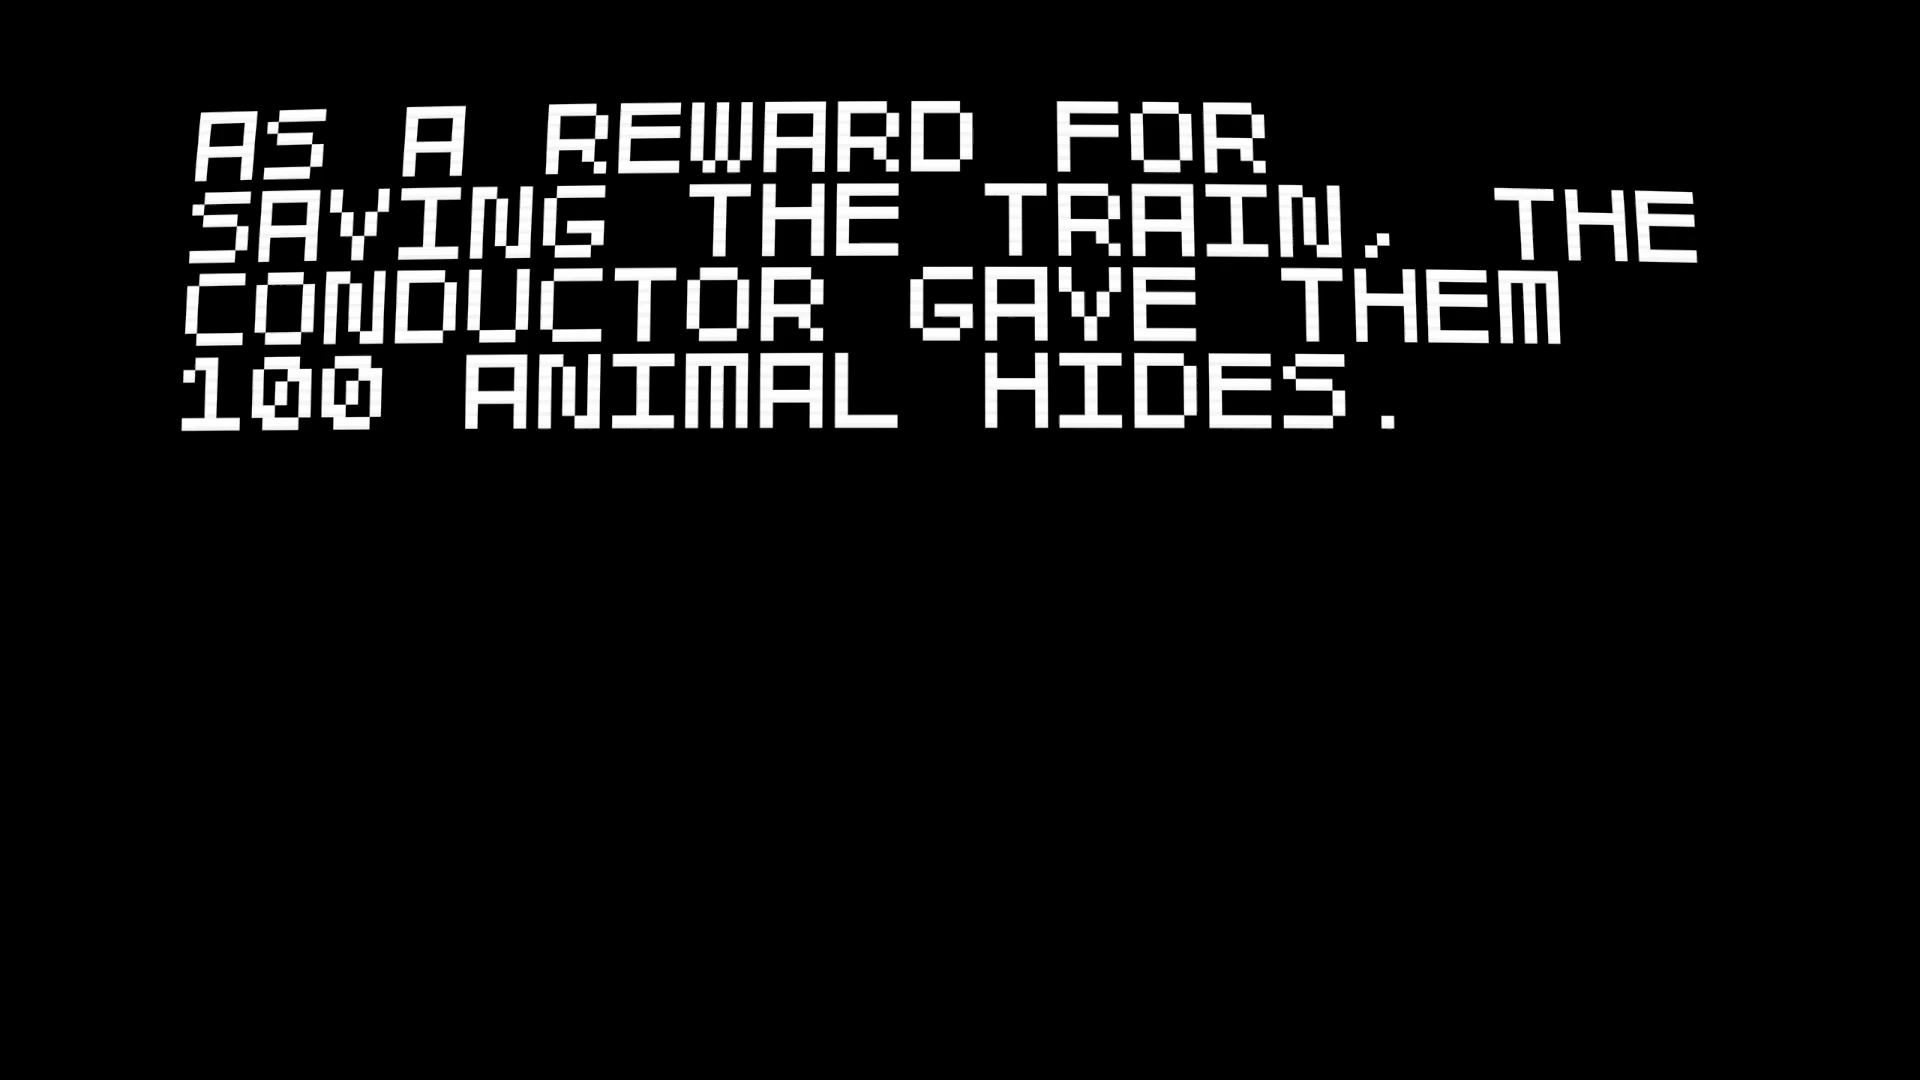 AS A REWARD FOR
SAVING THE TRAIN, THE
CONDUCTOR GAVE THEM
100 ANIMAL HIDES.